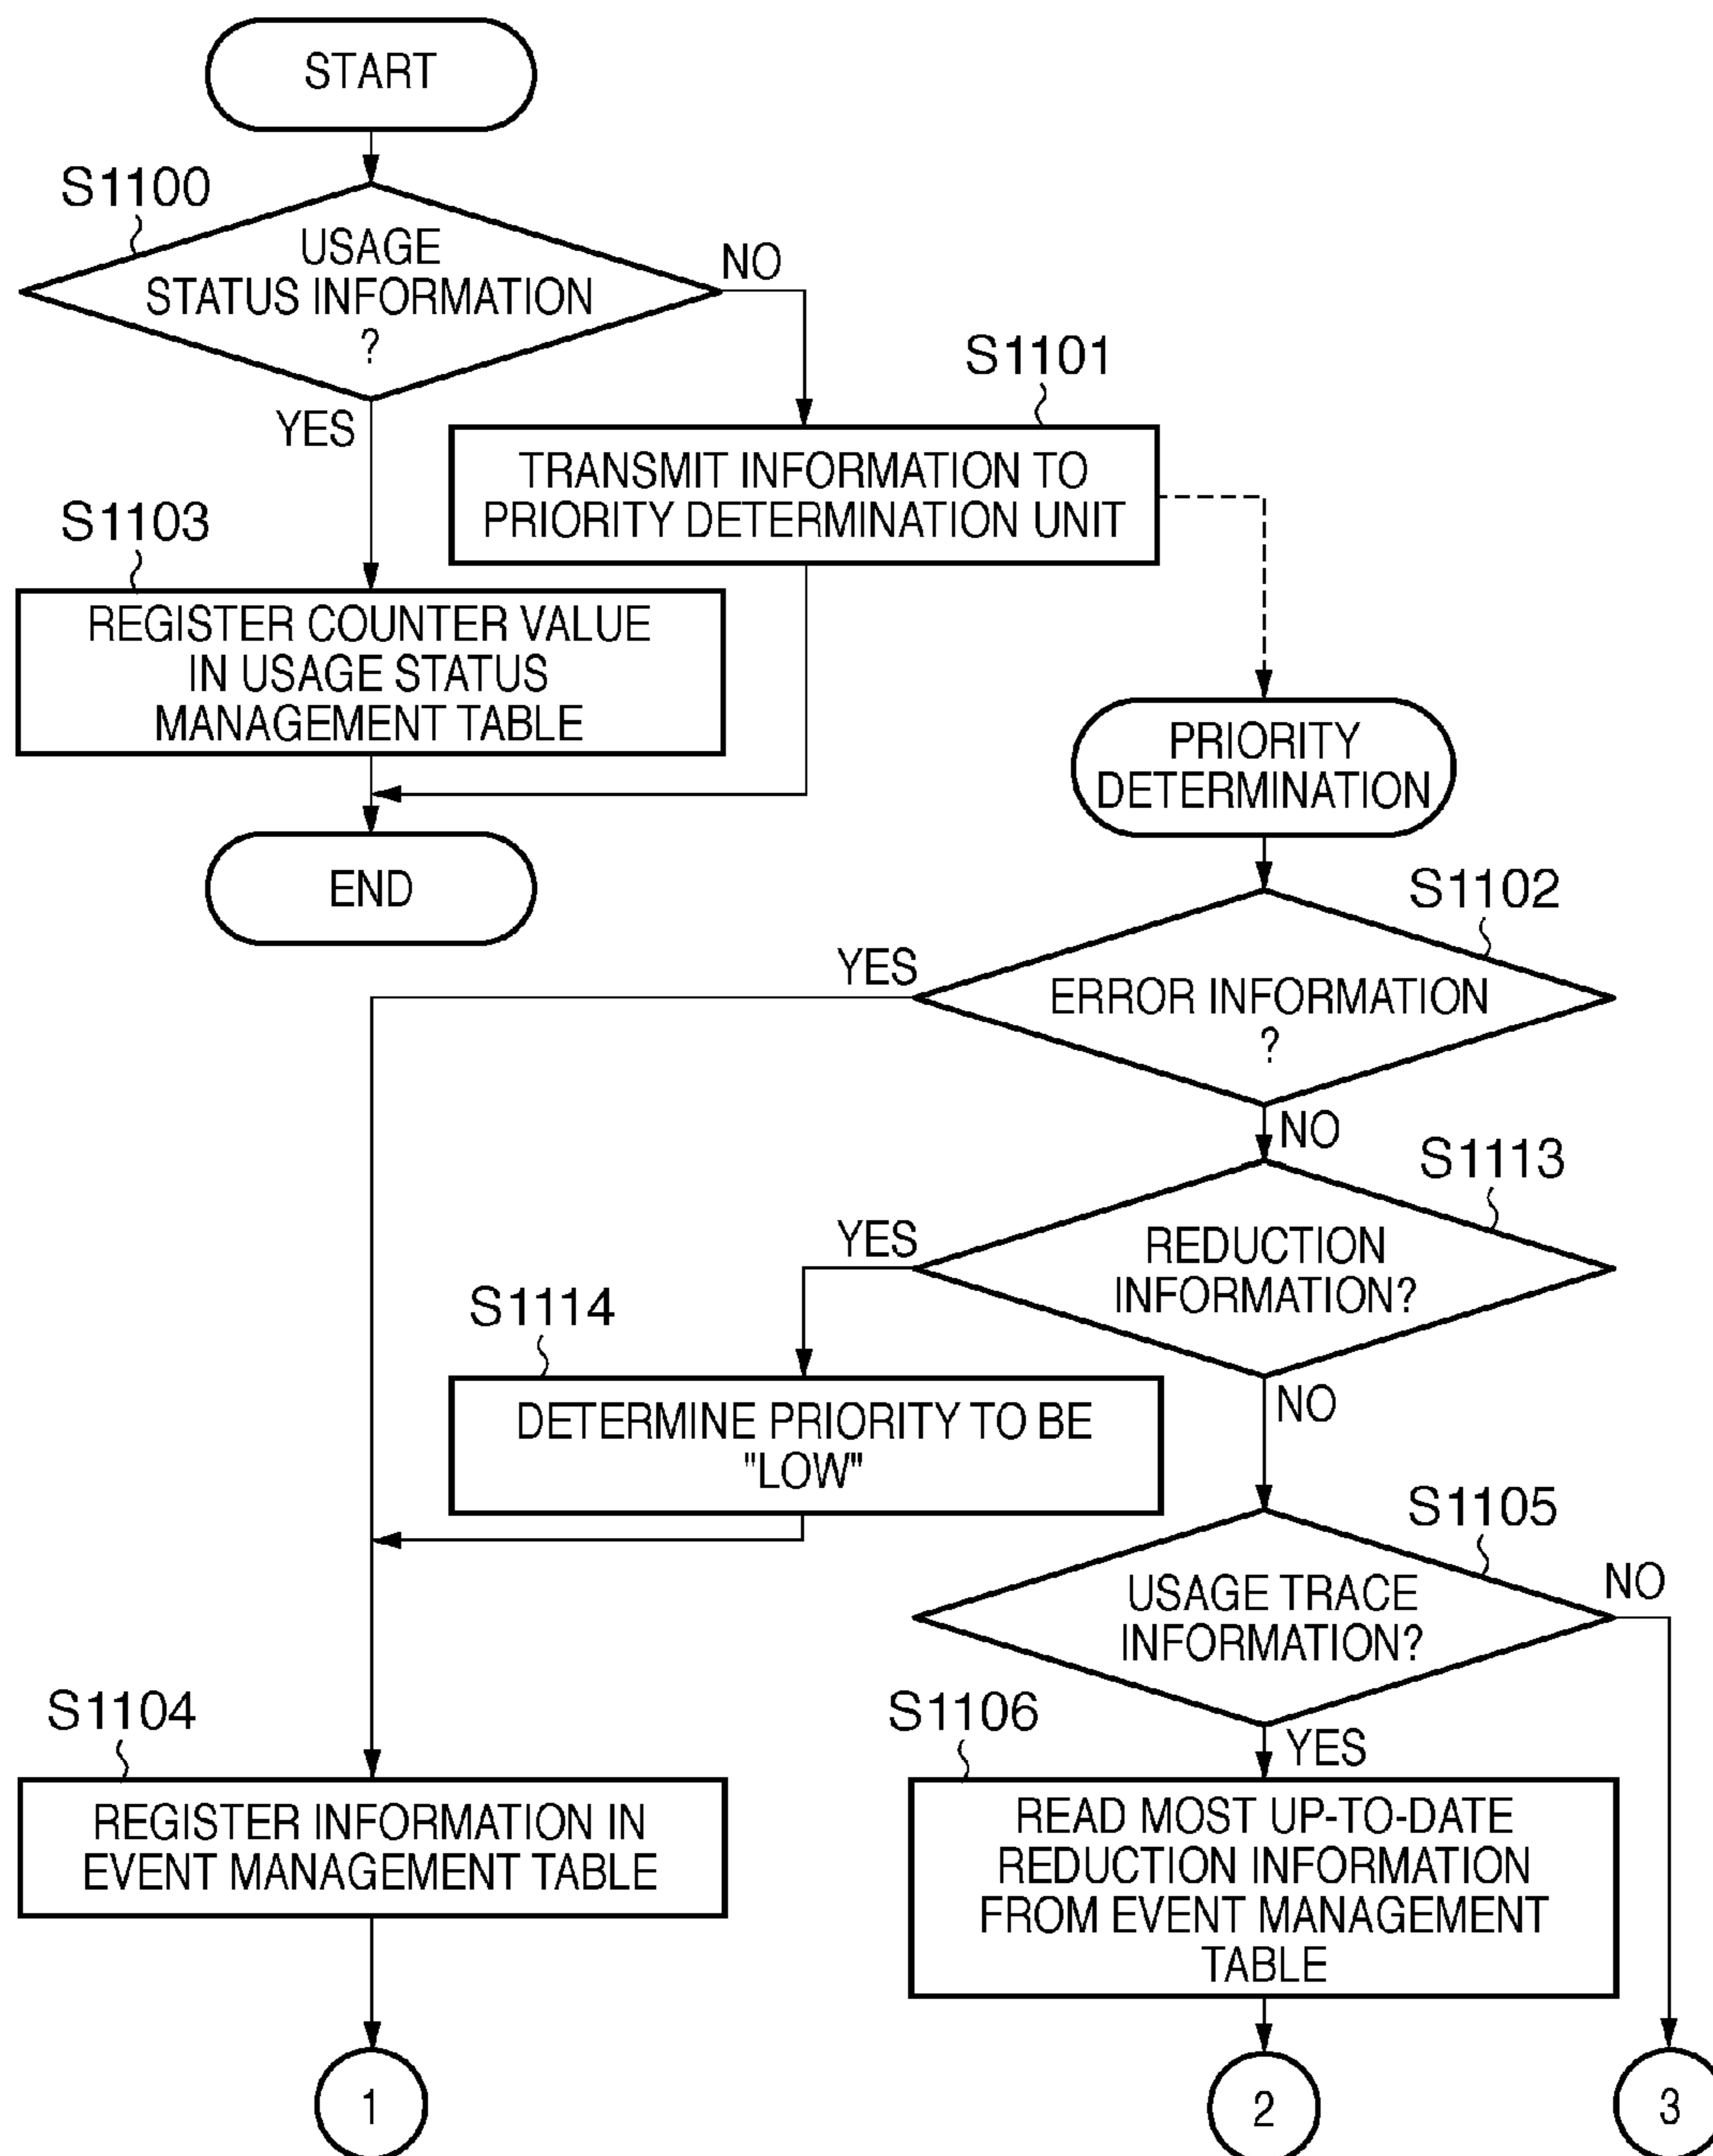 START
S1100
USAGE
STATUS INFORMATION
?
NO
YES
S1101
TRANSMIT INFORMATION TO
PRIORITY DETERMINATION UNIT
S1103
REGISTER COUNTER VALUE
IN USAGE STATUS
MANAGEMENT TABLE
PRIORITY
DETERMINATION
END
S1102
YES
ERROR INFORMATION
?
NO
S1113
YES
REDUCTION
INFORMATION?
S1114
NO
DETERMINE PRIORITY TO BE
"LOW"
S1105
NO
USAGE TRACE
INFORMATION?
S1104
S1106
YES
REGISTER INFORMATION IN
EVENT MANAGEMENT TABLE
READ MOST UP-TO-DATE
REDUCTION INFORMATION
FROM EVENT MANAGEMENT
TABLE
1
2
3